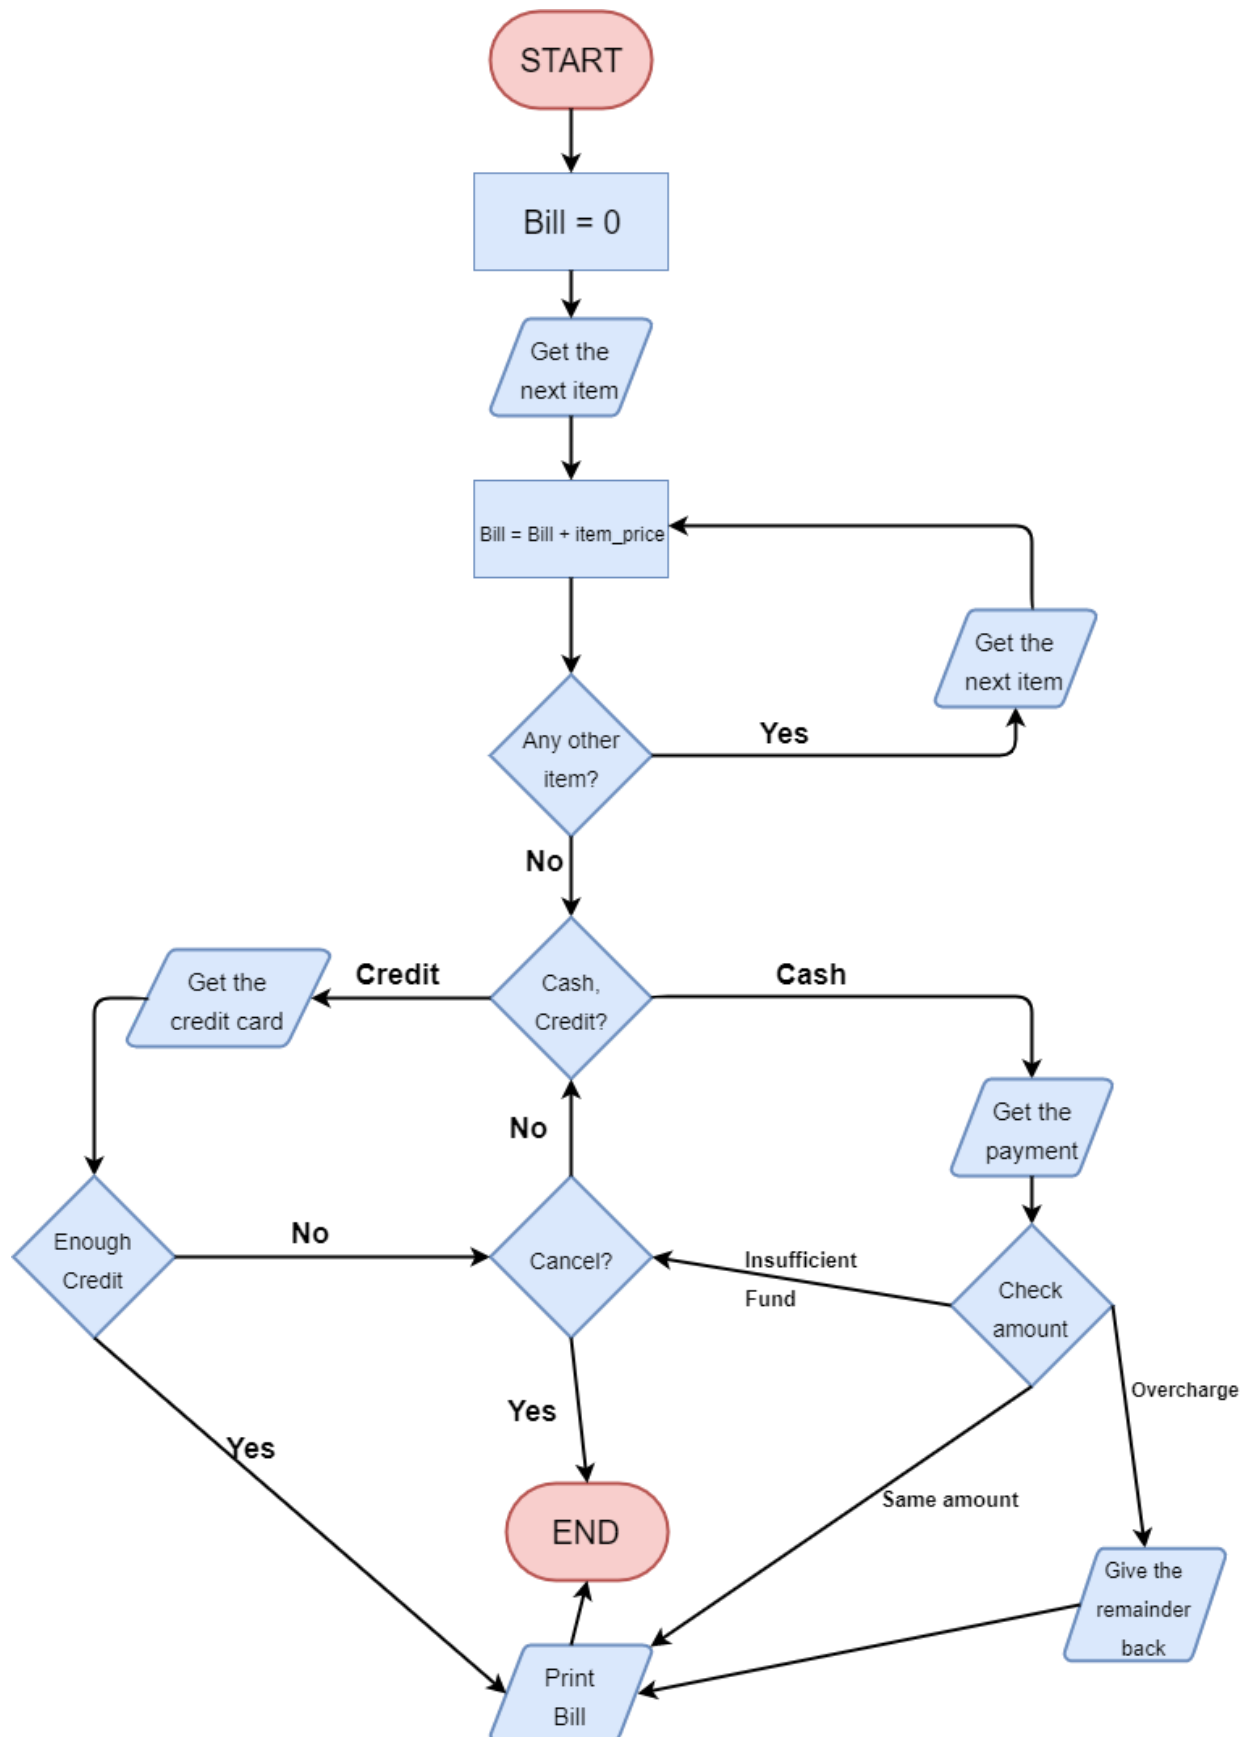 START
Bill = 0
Get the
next item
Bill = Bill + item_price
Get the
next item
Any other
item?
Yes
No
Cash,
Credit?
Credit
Cash
Get the
credit card
Get the
payment
No
Enough
Credit
No
Cancel?
Insufficient
Fund
Check
amount
Overcharge
Yes
Yes
Same amount
END
Give the
remainder
back
Print
Bill